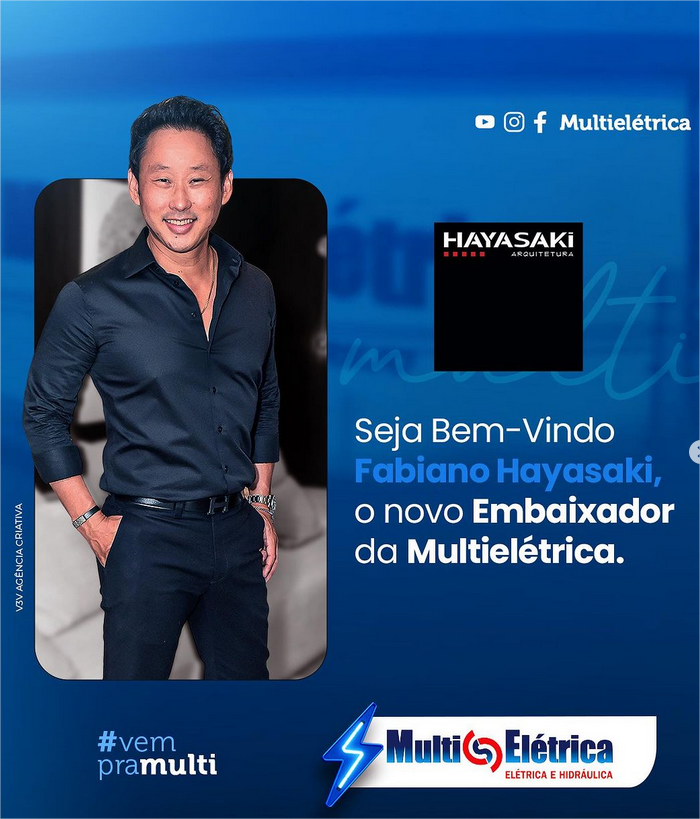 Multielétrica
HAYASAKi
ARQUITETURA
multi
Seja Bem-Vindo
Fabiano Hayasaki,
o novo Embaixador
da Multielétrica.
V3V AGÊNCIA CRIATIVA
#vem
pramulti
Multi Elétrica
ELÉTRICA E HIDRÁULICA